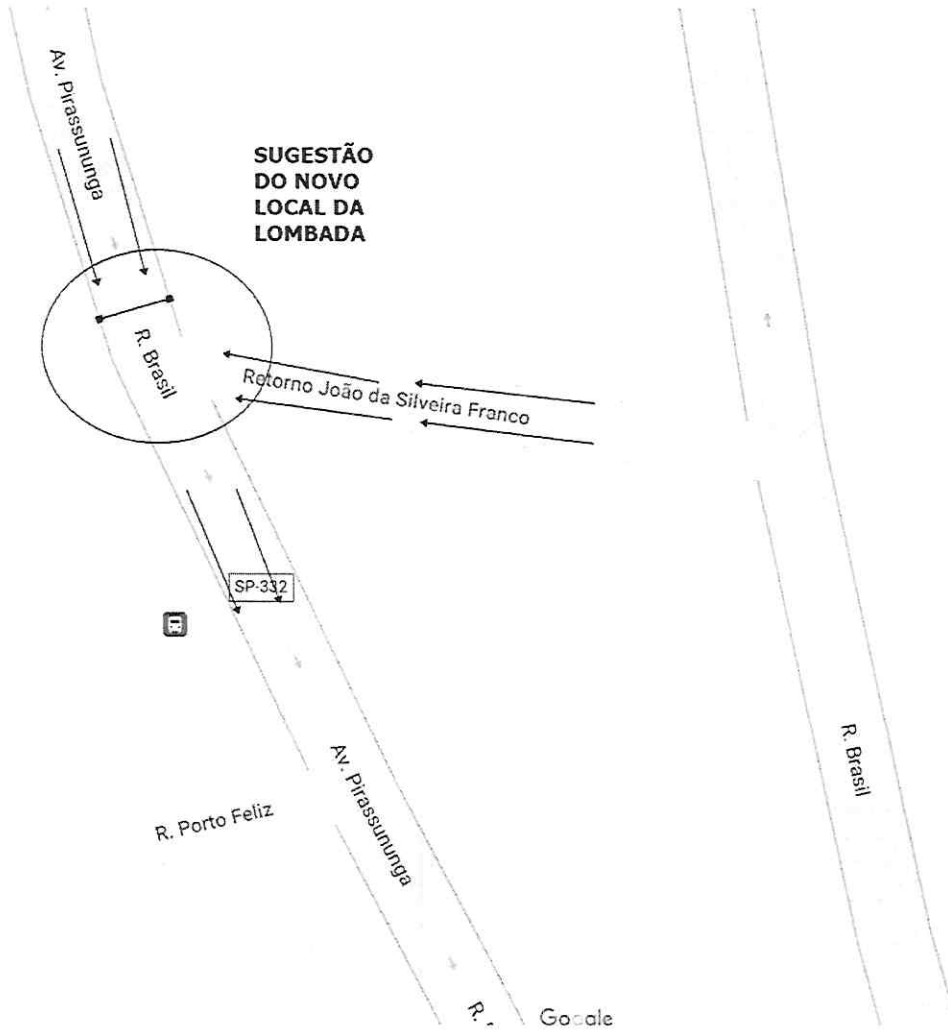 Av. Pirassununga
SUGESTÃO
DO NOVO
LOCAL DA
LOMBADA
R. Brasil
Retorno João da Silveira Franco
SP-332
R. Brasil
Av. Pirassununga
R. Porto Feliz
R.
Google